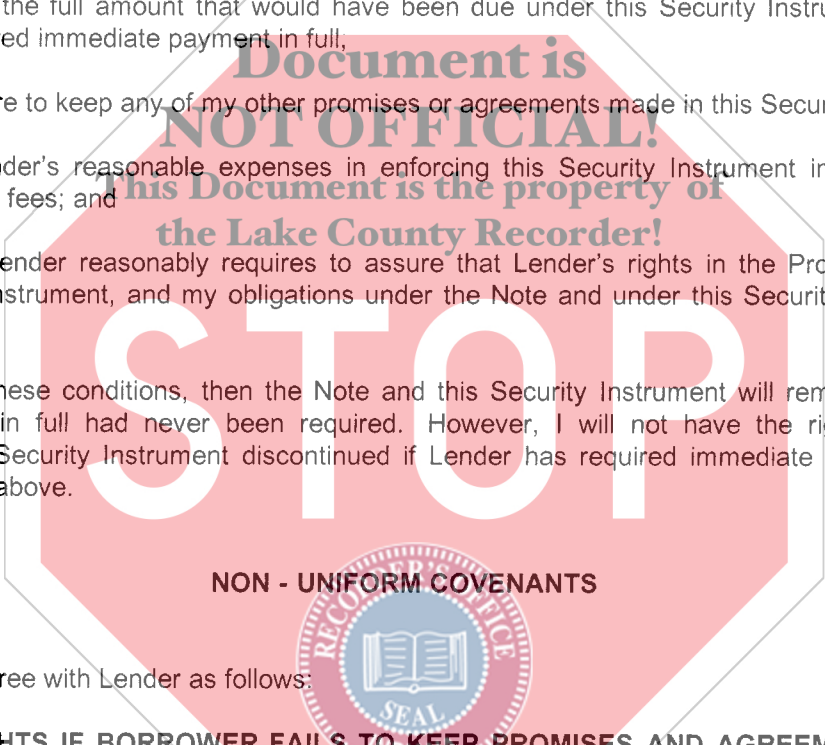 the full amount that would have been due under this Security Instru
ed immediate payment in full;
Document is
re to keep any of my other promises or agreements made in this Secur
NOT OFFICIAL!
der's reasonable expenses in enforcing this Security Instrument in
This Document is the property of
fees; and
the Lake County Recorder!
ender reasonably requires to assure that Lender's rights in the Pro
nstrument, and my obligations under the Note and under this Securit
STOP
hese conditions, then the Note and this Security Instrument will rem
in full had never been required. However, I will not have the rig
Security Instrument discontinued if Lender has required immediate
above.
NON - UNIFORM COVENANTS
RECORDER'S OFFICE
ree with Lender as follows:
SEAL
HTS IF BORROWER FAILS TO KEEP PROMISES AND AGREEM